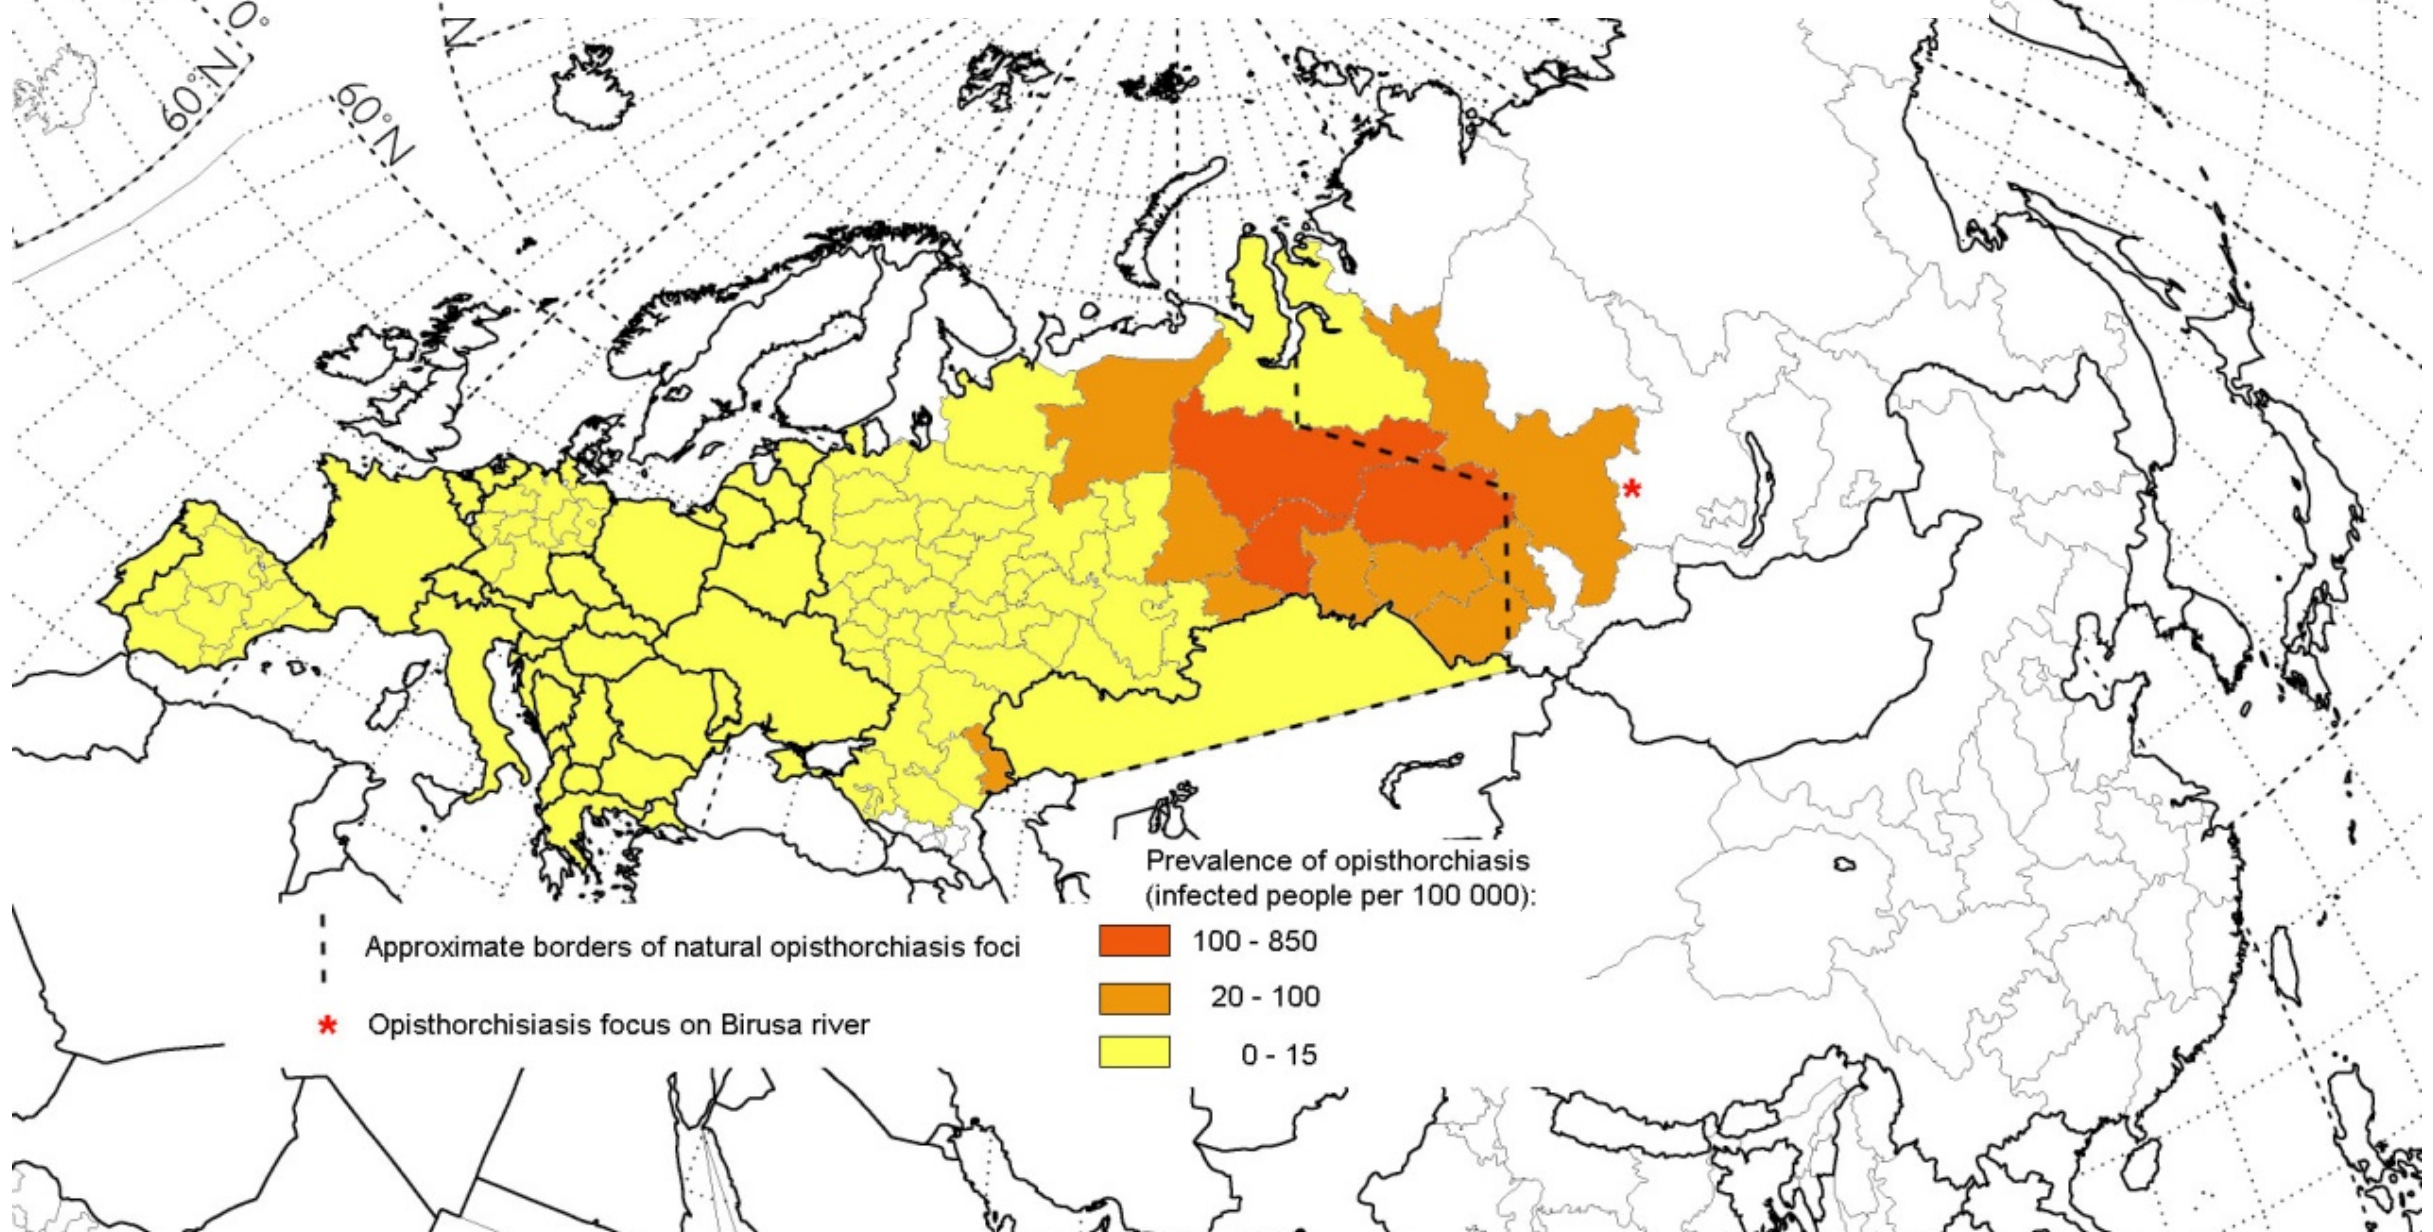 0°
60°N
60°N
N
Prevalence of opisthorchiasis
(infected people per 100 000):
Approximate borders of natural opisthorchiasis foci
100 - 850
20 - 100
* Opisthorchisiasis focus on Birusa river
0 - 15